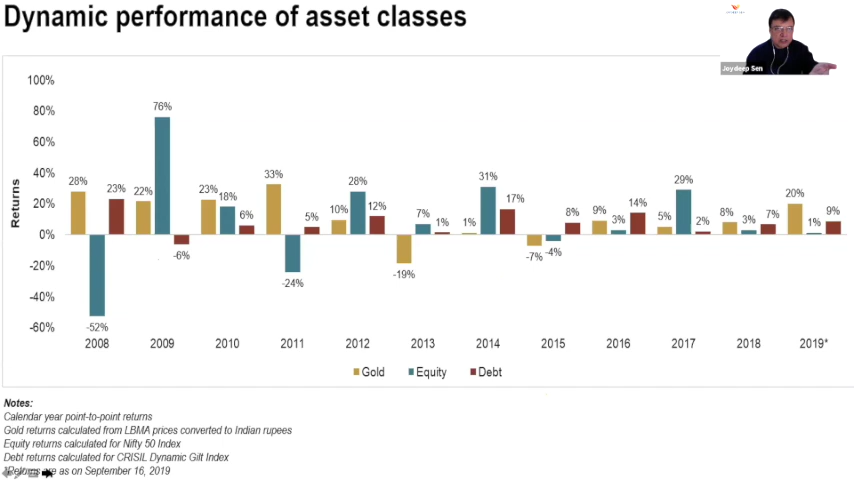 Dynamic performance of asset classes
Joydeep Sen
100%
80%
60%
40%
20%
0%
-20%
-40%
-60%
Returns
28% -52% 23%
22% 76% -6%
23% 18% 6%
33% -24% 5%
10% 28% 12%
-19% 7% 1%
1% 31% 17%
-7% -4% 8%
9% 3% 14%
5% 29% 2%
8% 3% 7%
20% 1% 9%
2008 2009 2010 2011 2012 2013 2014 2015 2016 2017 2018 2019*
Gold Equity Debt
Notes:
Calendar year point-to-point returns
Gold returns calculated from LBMA prices converted to Indian rupees
Equity returns calculated for Nifty 50 Index
Debt returns calculated for CRISIL Dynamic Gilt Index
*Returns are as on September 16, 2019